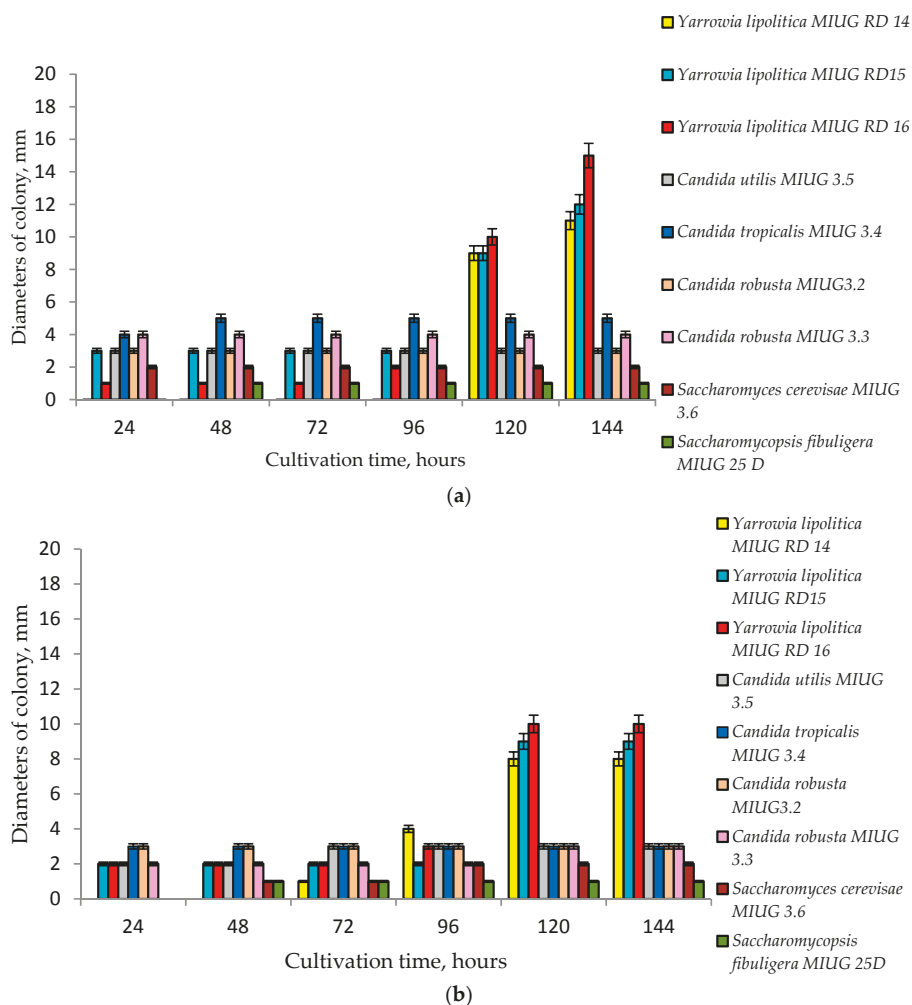 Yarrowia lipolitica MIUG RD 14
Yarrowia lipolitica MIUG RD15
Yarrowia lipolitica MIUG RD 16
Candida utilis MIUG 3.5
Candida tropicalis MIUG 3.4
Candida robusta MIUG3.2
Candida robusta MIUG 3.3
Saccharomyces cerevisae MIUG
3.6
Saccharomycopsis fibuligera
MIUG 25 D
Diameters of colony, mm
20
18
16
14
12
10
8
6
4
2
0
24 48 72 96 120 144
Cultivation time, hours
(a)
Yarrowia lipolitica
MIUG RD 14
Yarrowia lipolitica
MIUG RD15
Yarrowia lipolitica
MIUG RD 16
Candida utilis MIUG
3.5
Candida tropicalis
MIUG 3.4
Candida robusta
MIUG3.2
Candida robusta MIUG
3.3
Saccharomyces cerevisae
MIUG 3.6
Saccharomycopsis
fibuligera MIUG 25D
Diameters of colony, mm
20
18
16
14
12
10
8
6
4
2
0
24 48 72 96 120 144
Cultivation time, hours
(b)